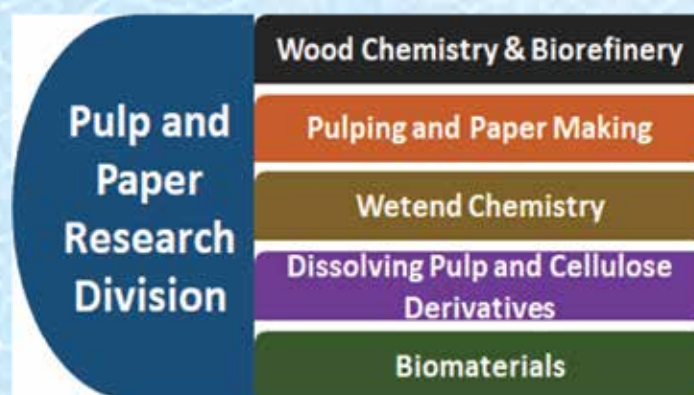 Pulp and
Paper
Research
Division
Wood Chemistry & Biorefinery
Pulping and Paper Making
Wetend Chemistry
Dissolving Pulp and Cellulose
Derivatives
Biomaterials